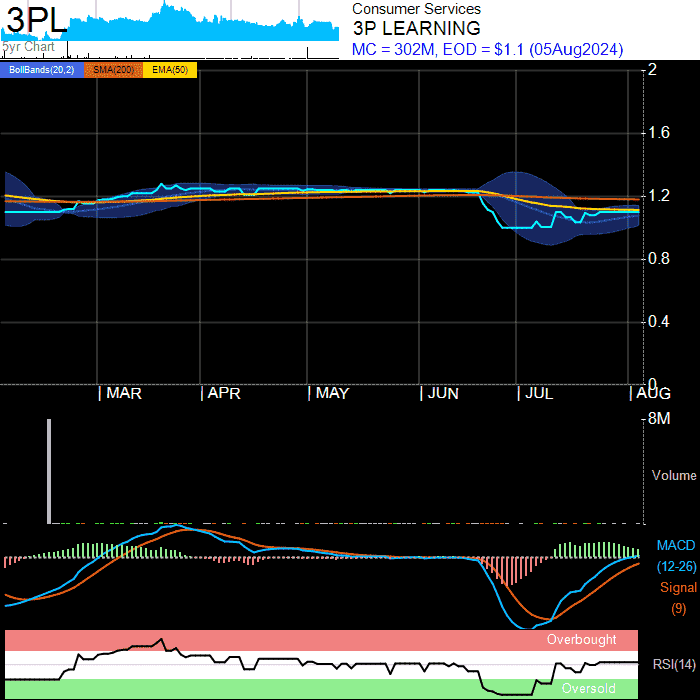 3PL
5yr Chart
Consumer Services
3P LEARNING
MC = 302M, EOD = $1.1 (05Aug2024)
BollBands(20,2) SMA(200) EMA(50)
2
1.6
1.2
0.8
0.4
0
| MAR | APR | MAY | JUN | JUL | AUG
8M
Volume
MACD
(12-26)
Signal
(9)
Overbought
RSI(14)
Oversold